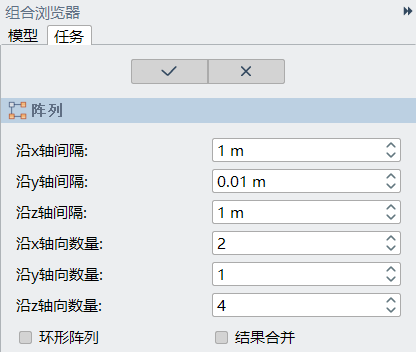 组合浏览器
模型 任务
阵列
沿x轴间隔: 1 m
沿y轴间隔: 0.01 m
沿z轴间隔: 1 m
沿x轴向数量: 2
沿y轴向数量: 1
沿z轴向数量: 4
环形阵列 结果合并